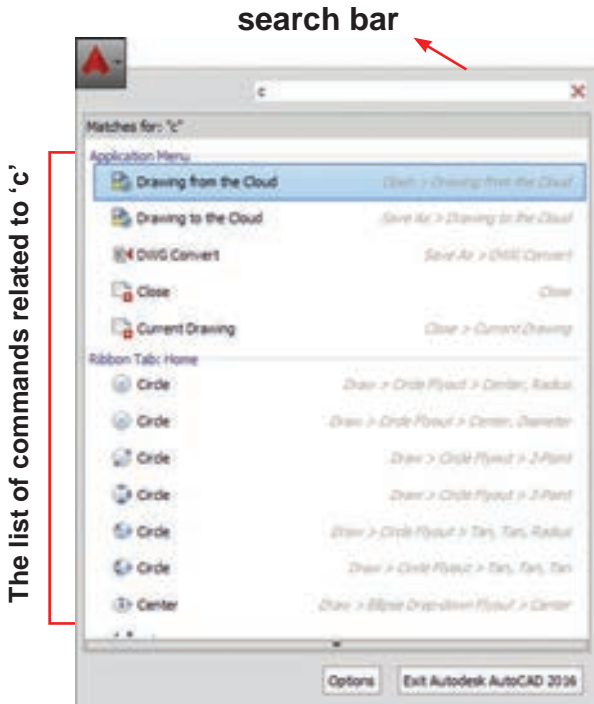 search bar
The list of commands related to ‘c’
c
Matches for: "c"
Application Menu
Drawing from the Cloud Open > Drawing from the Cloud
Drawing to the Cloud Save As > Drawing to the Cloud
DWG Convert Save As > DWG Convert
Close Close
Current Drawing Close > Current Drawing
Ribbon Tab: Home
Circle Draw > Circle Flyout > Center, Radius
Circle Draw > Circle Flyout > Center, Diameter
Circle Draw > Circle Flyout > 2-Point
Circle Draw > Circle Flyout > 3-Point
Circle Draw > Circle Flyout > Tan, Tan, Radius
Circle Draw > Circle Flyout > Tan, Tan, Tan
Center Draw > Ellipse Drop-down Flyout > Center
Options Exit Autodesk AutoCAD 2016